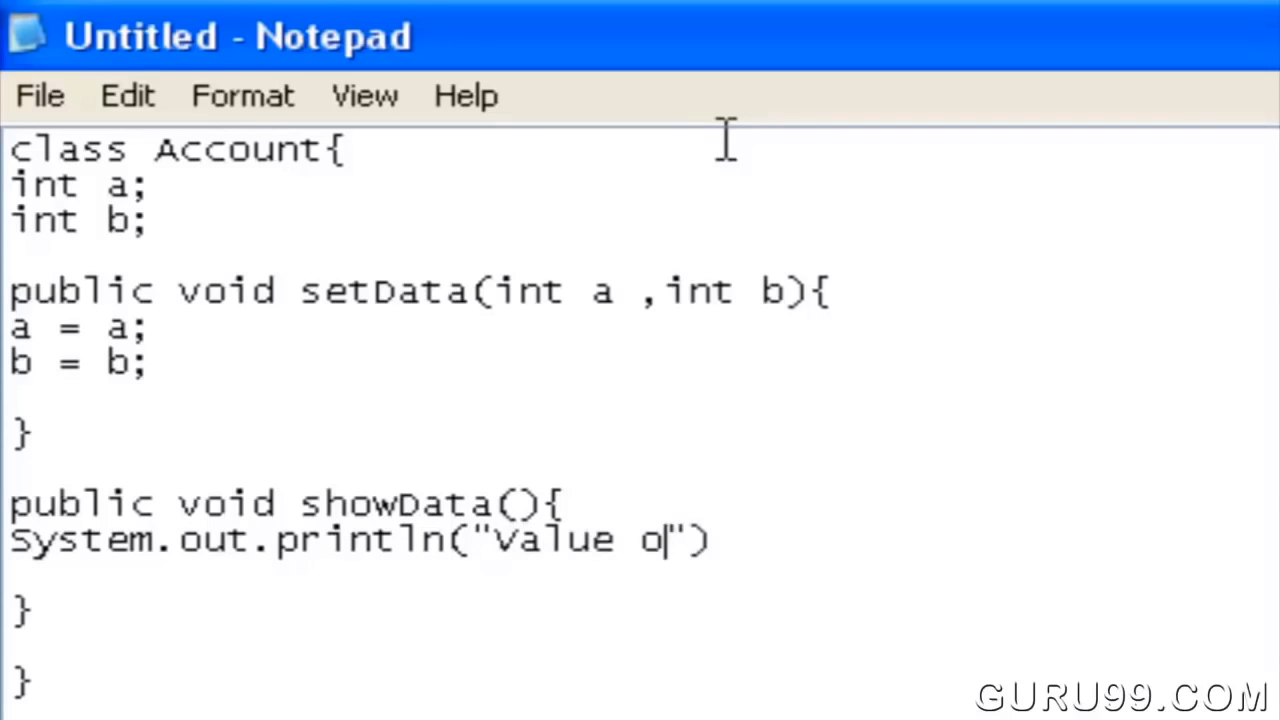 Untitled - Notepad
File Edit Format View Help
class Account{
int a;
int b;
public void setData(int a ,int b){
a = a;
b = b;
}
public void showData(){
System.out.println("Value o")
}
}
GURU99.COM